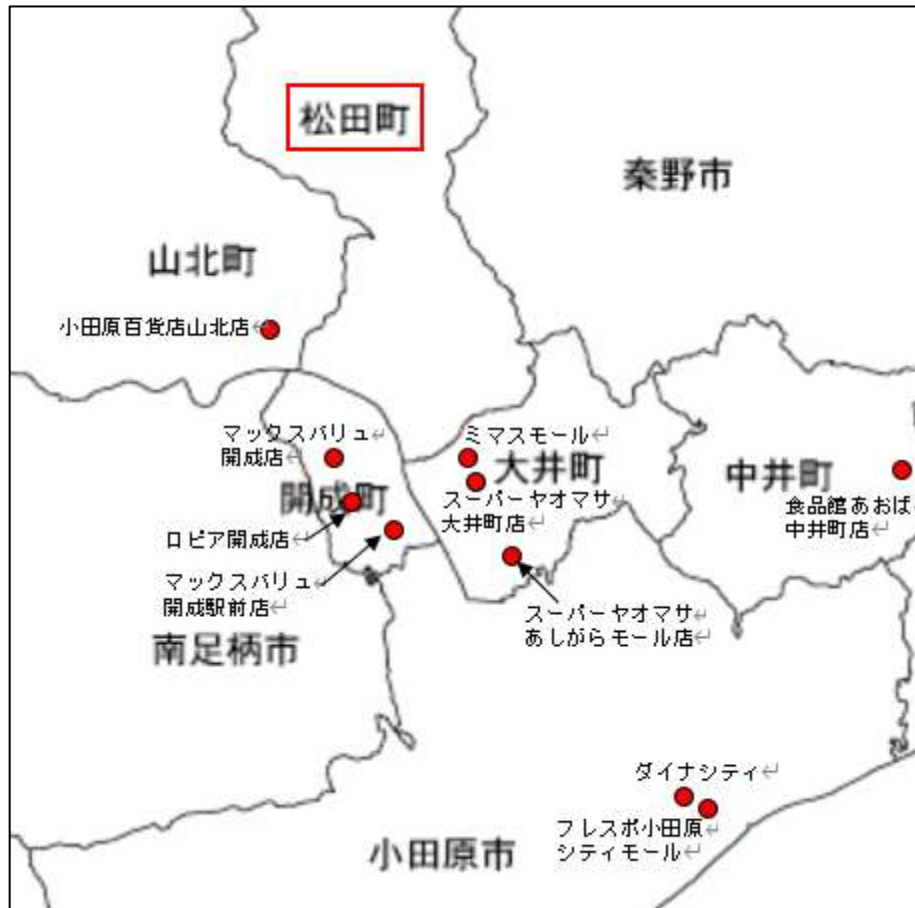 松田町
秦野市
山北町
小田原百貨店山北店
マックスバリュ
開成店
ミマスモール
大井町
中井町
開成町
スーパーヤオマサ
大井町店
食品館あおば
中井町店
ロピア開成店
マックスバリュ
開成駅前店
スーパーヤオマサ
あしがらモール店
南足柄市
ダイナシティ
フレスポ小田原
シティモール
小田原市